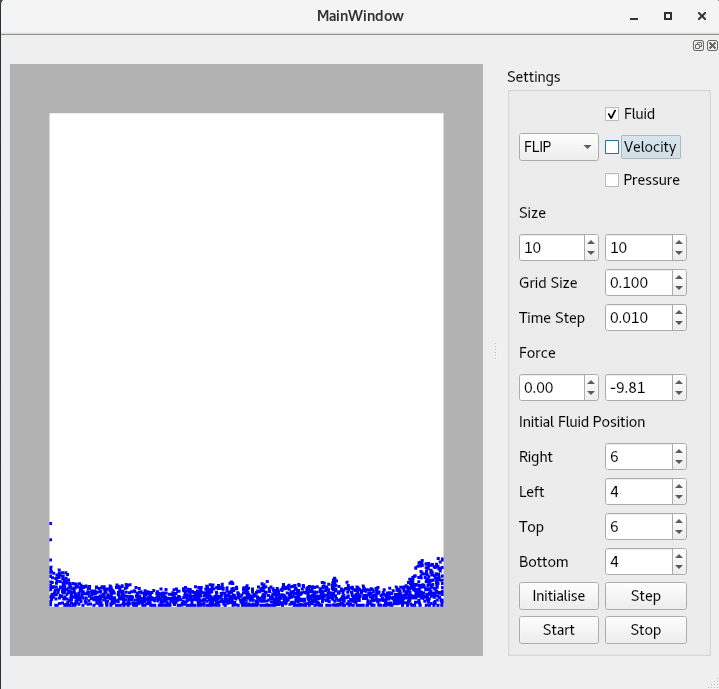 MainWindow
Settings
Fluid
FLIP
Velocity
Pressure
Size
10 10
Grid Size 0.100
Time Step 0.010
Force
0.00 -9.81
Initial Fluid Position
Right 6
Left 4
Top 6
Bottom 4
Initialise Step
Start Stop